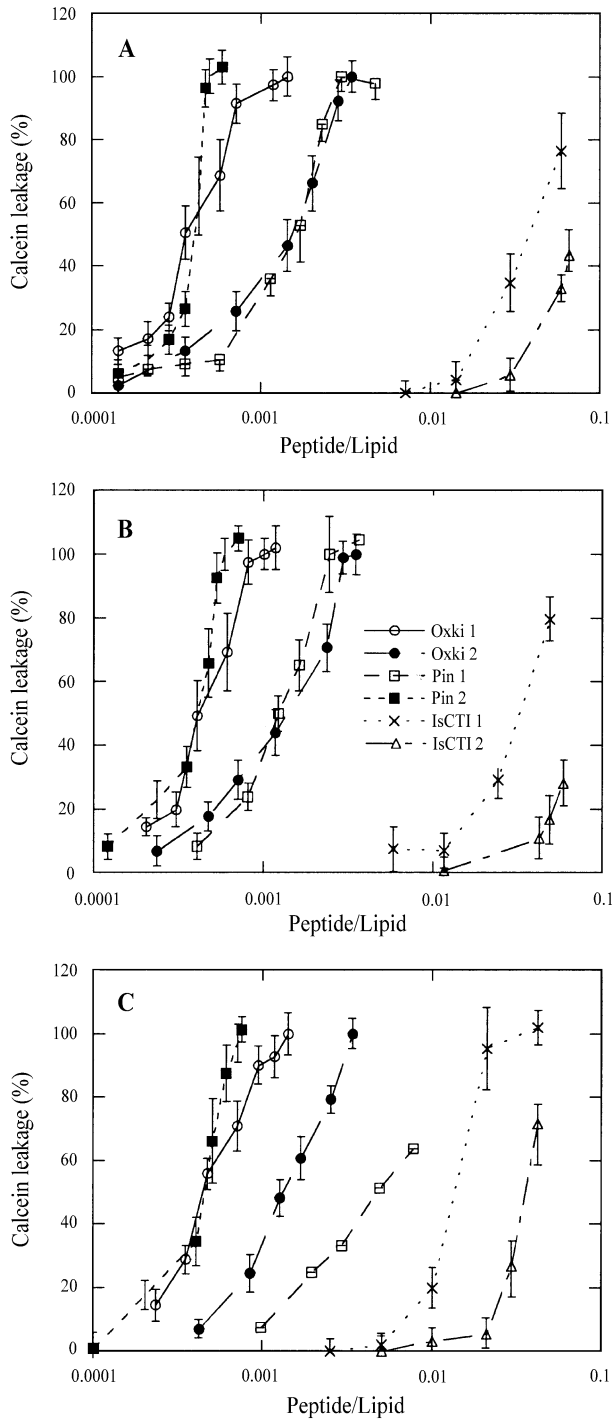 A
120
100
80
60
40
20
0
Calcein leakage (%)
0.0001 0.001 0.01 0.1
Peptide/Lipid
B
120
100
80
60
40
20
0
Calcein leakage (%)
Oxki 1
Oxki 2
Pin 1
Pin 2
IsCTI 1
IsCTI 2
0.0001 0.001 0.01 0.1
Peptide/Lipid
C
120
100
80
60
40
20
0
Calcein leakage (%)
0.0001 0.001 0.01 0.1
Peptide/Lipid